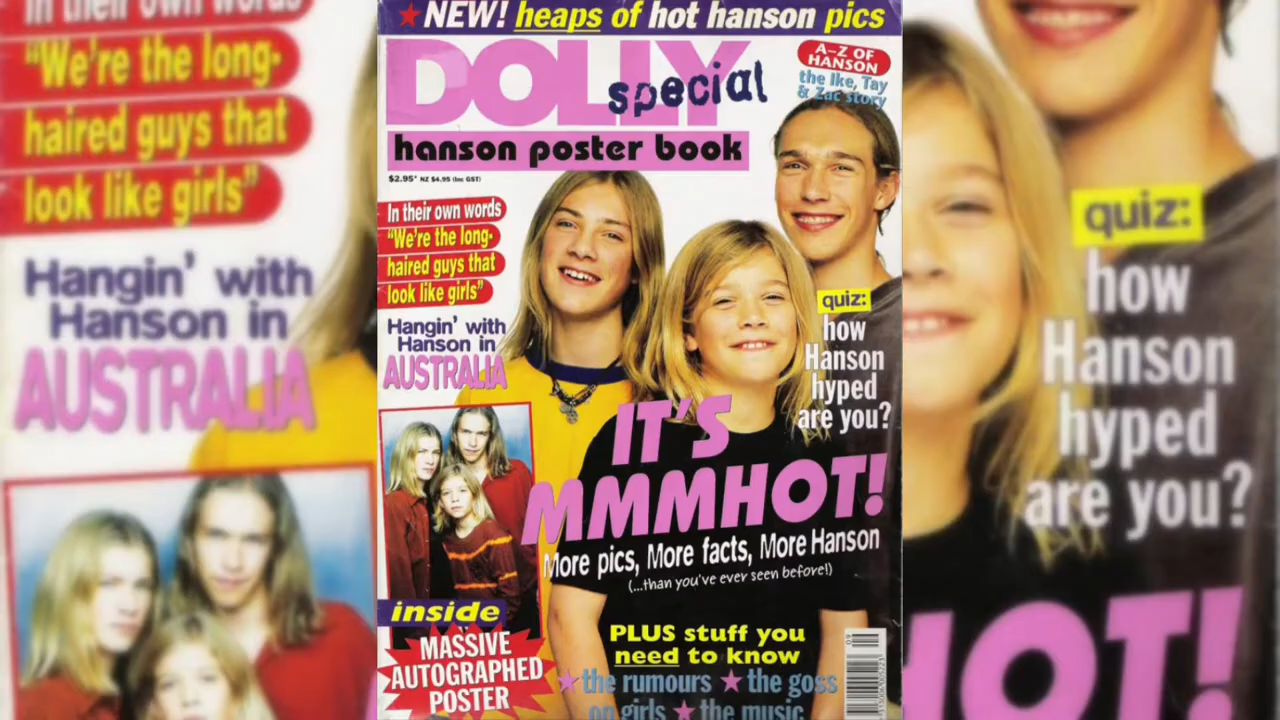 NEW! heaps of hot hanson pics
DOLLY
special
A-Z OF
HANSON
the Ike, Tay
& Zac story
hanson poster book
$2.95* NZ $4.95 (Inc GST)
In their own words
"We're the long-
haired guys that
look like girls"
Hangin' with
Hanson in
AUSTRALIA
quiz:
how
Hanson
hyped
are you?
IT'S
MMMHOT!
More pics, More facts, More Hanson
(...than you've ever seen before!)
inside
MASSIVE
AUTOGRAPHED
POSTER
PLUS stuff you
need to know
the rumours the goss
on girls the music
09
In their own words
"We're the long-
haired guys that
look like girls"
Hangin' with
Hanson in
AUSTRALIA
quiz:
how
Hanson
hyped
are you?
HOT!